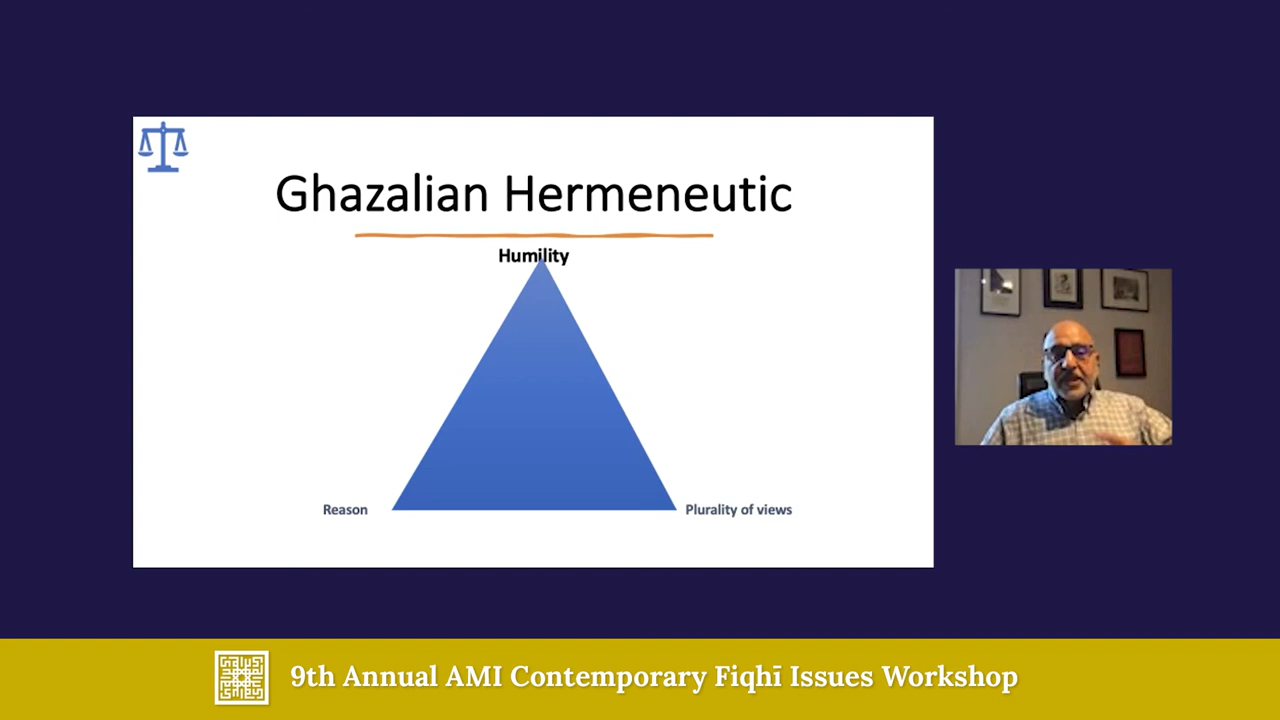 Ghazalian Hermeneutic
Humility
Reason
Plurality of views
9th Annual AMI Contemporary Fiqhī Issues Workshop